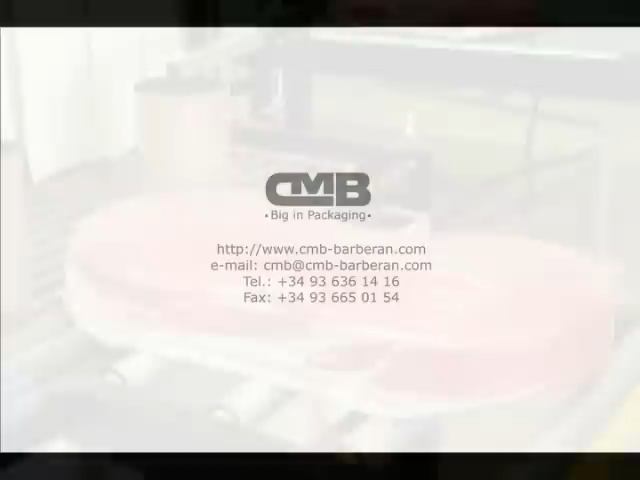 CMB
•Big in Packaging•
http://www.cmb-barberan.com
e-mail: cmb@cmb-barberan.com
Tel.: +34 93 636 14 16
Fax: +34 93 665 01 54